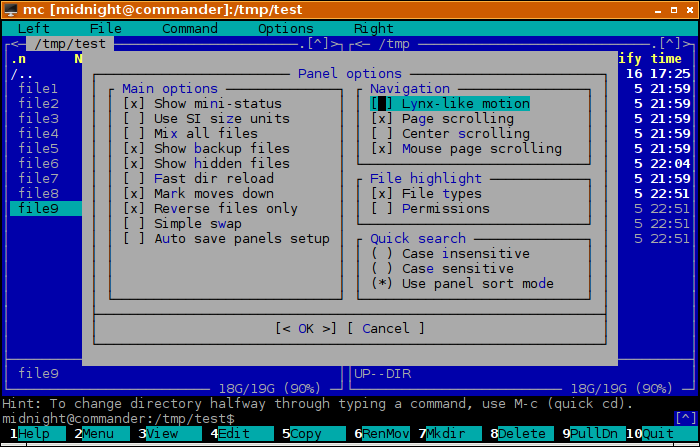 mc [midnight@commander]:/tmp/test
Left File Command Options Right
<─ /tmp/test .[^]> <─ /tmp .[^]>
.n N ify time
/.. 16 17:25
file1 5 21:59
file2 5 21:59
file3 5 21:59
file4 5 21:59
file5 5 21:59
file6 5 22:04
file7 5 21:59
file8 5 22:51
file9 5 22:51
5 22:51
5 22:51
Panel options
Main options
[x] Show mini-status
[ ] Use SI size units
[ ] Mix all files
[x] Show backup files
[x] Show hidden files
[ ] Fast dir reload
[x] Mark moves down
[x] Reverse files only
[ ] Simple swap
[ ] Auto save panels setup
Navigation
[ ] Lynx-like motion
[x] Page scrolling
[ ] Center scrolling
[x] Mouse page scrolling
File highlight
[x] File types
[ ] Permissions
Quick search
( ) Case insensitive
( ) Case sensitive
(*) Use panel sort mode
[< OK >] [ Cancel ]
file9 UP--DIR
18G/19G (90%) 18G/19G (90%)
Hint: To change directory halfway through typing a command, use M-c (quick cd).
midnight@commander:/tmp/test$ [^]
1Help 2Menu 3View 4Edit 5Copy 6RenMov 7Mkdir 8Delete 9PullDn 10Quit